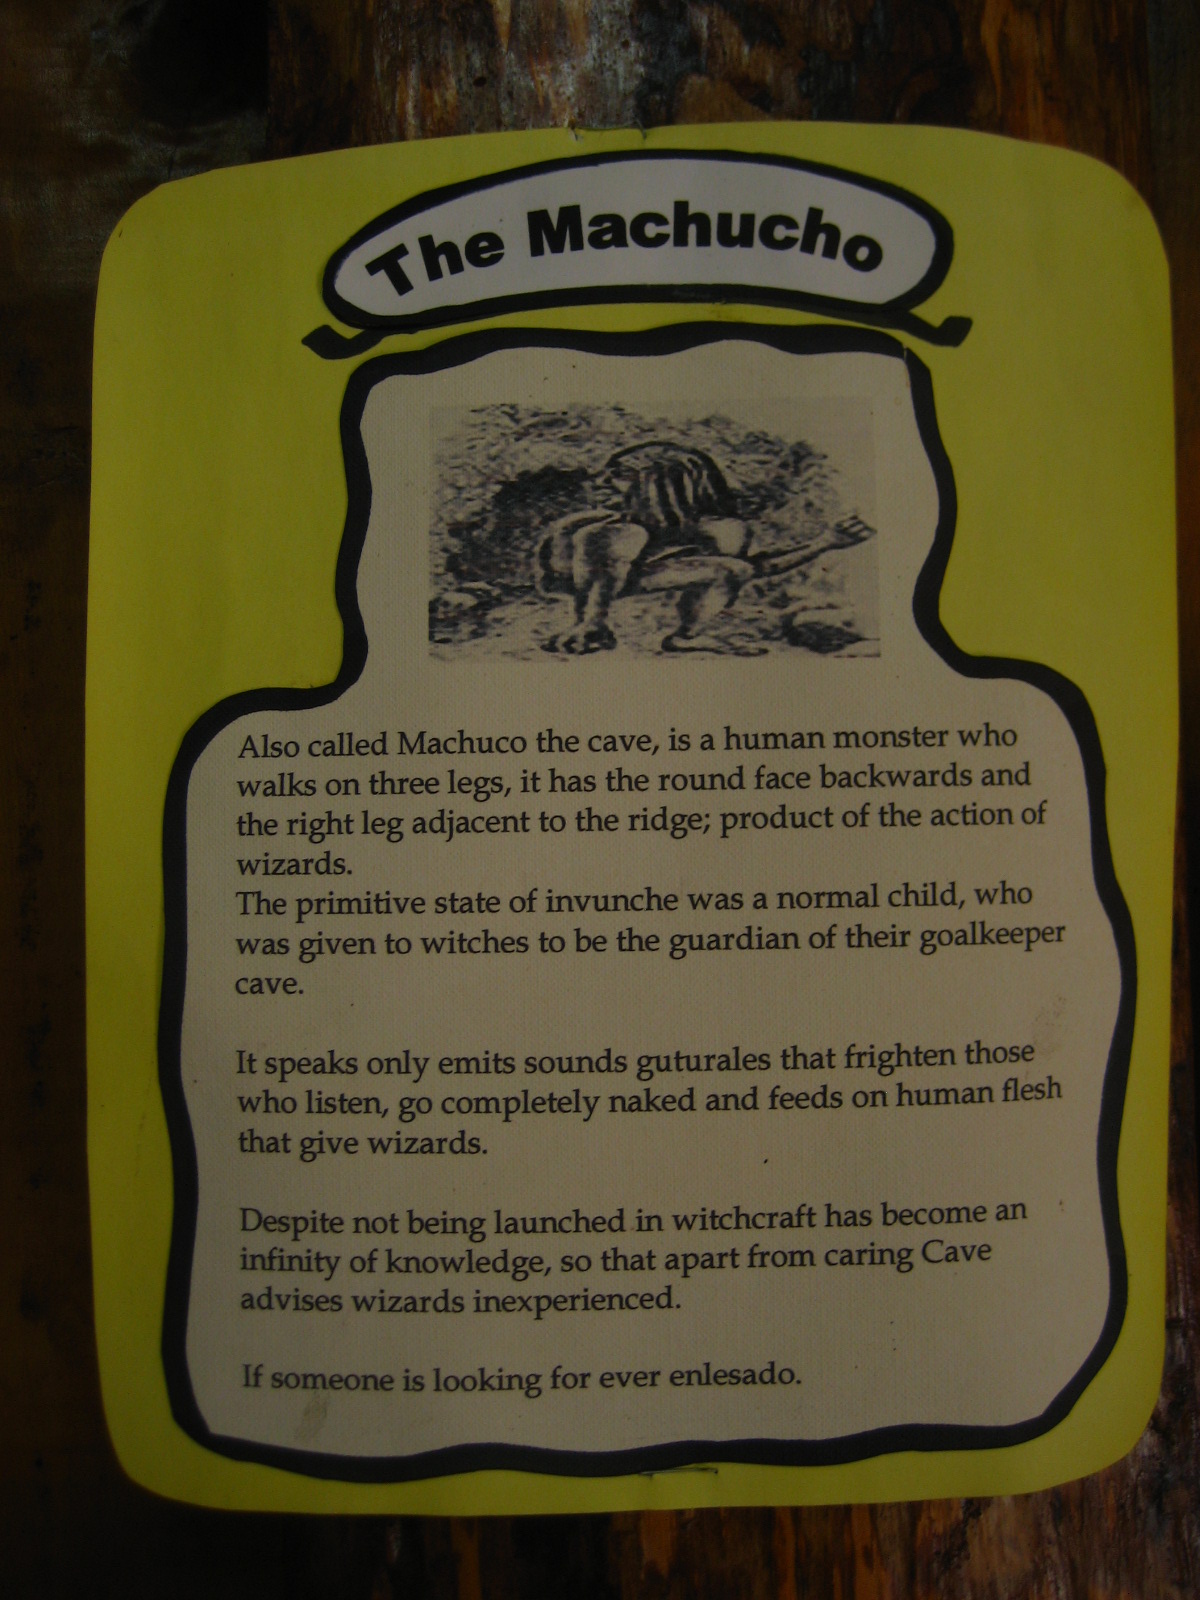 The Machucho
Also called Machuco the cave, is a human monster who
walks on three legs, it has the round face backwards and
the right leg adjacent to the ridge; product of the action of
wizards.
The primitive state of invunche was a normal child, who
was given to witches to be the guardian of their goalkeeper
cave.
It speaks only emits sounds guturales that frighten those
who listen, go completely naked and feeds on human flesh
that give wizards.
Despite not being launched in witchcraft has become an
infinity of knowledge, so that apart from caring Cave
advises wizards inexperienced.
If someone is looking for ever enlesado.